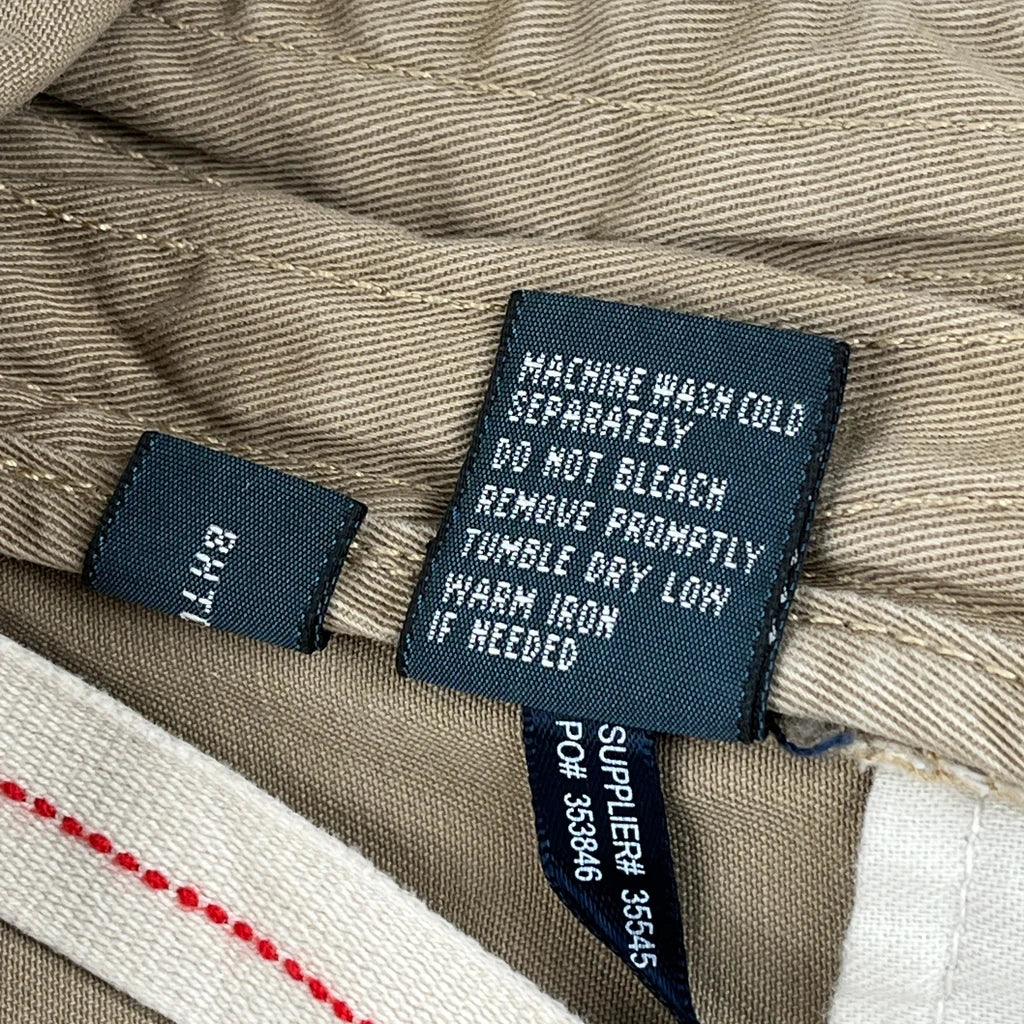 MACHINE WASH COLD
SEPARATELY
DO NOT BLEACH
REMOVE PROMPTLY
TUMBLE DRY LOW
WARM IRON
IF NEEDED
SUPPLIER# 35545
PO# 353846